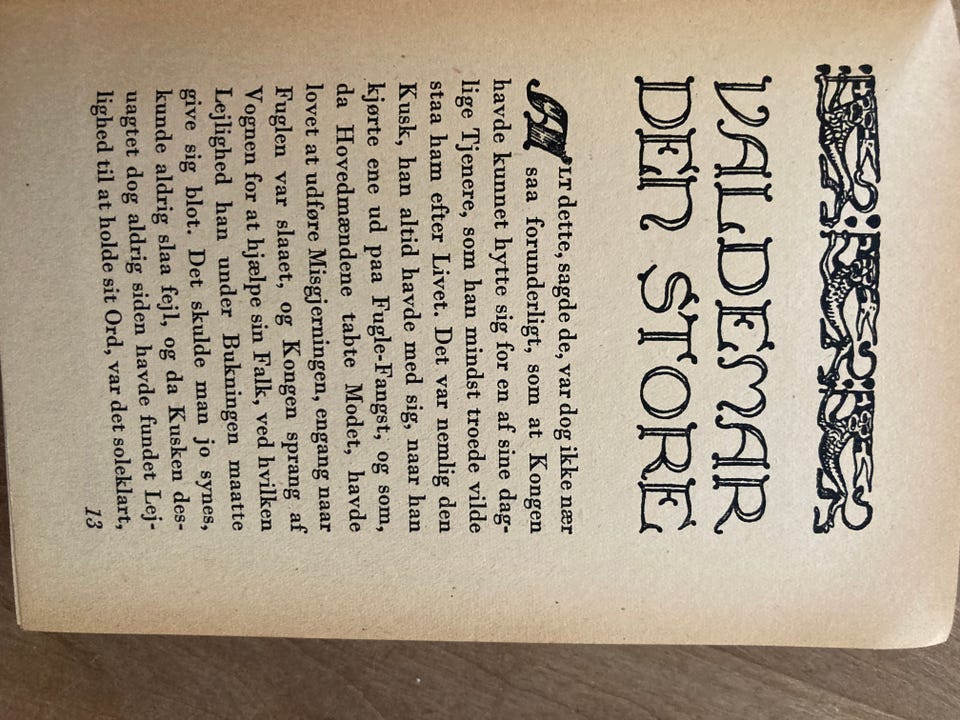 VALDEMAR
DEN STORE
ALT dette, sagde de, var dog ikke nær
saa forunderligt, som at Kongen
havde kunnet hytte sig for en af sine dag-
lige Tjenere, som han mindst troede vilde
staa ham efter Livet. Det var nemlig den
Kusk, han altid havde med sig, naar han
kjørte ene ud paa Fugle-Fangst, og som,
da Hovedmændene tabte Modet, havde
lovet at udføre Misgjerningen, engang naar
Fuglen var slaaet, og Kongen sprang af
Vognen for at hjælpe sin Falk, ved hvilken
Lejlighed han under Bukningen maatte
give sig blot. Det skulde man jo synes,
kunde aldrig slaa fejl, og da Kusken des-
uagtet dog aldrig siden havde fundet Lej-
lighed til at holde sit Ord, var det soleklart,
13